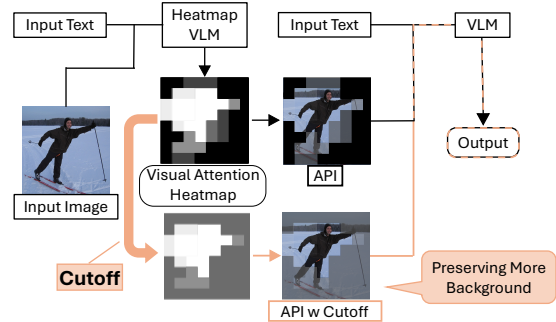 Input Text
Heatmap
VLM
Input Text
VLM
Input Image
Visual Attention
Heatmap
API
Output
Cutoff
API w Cutoff
Preserving More
Background